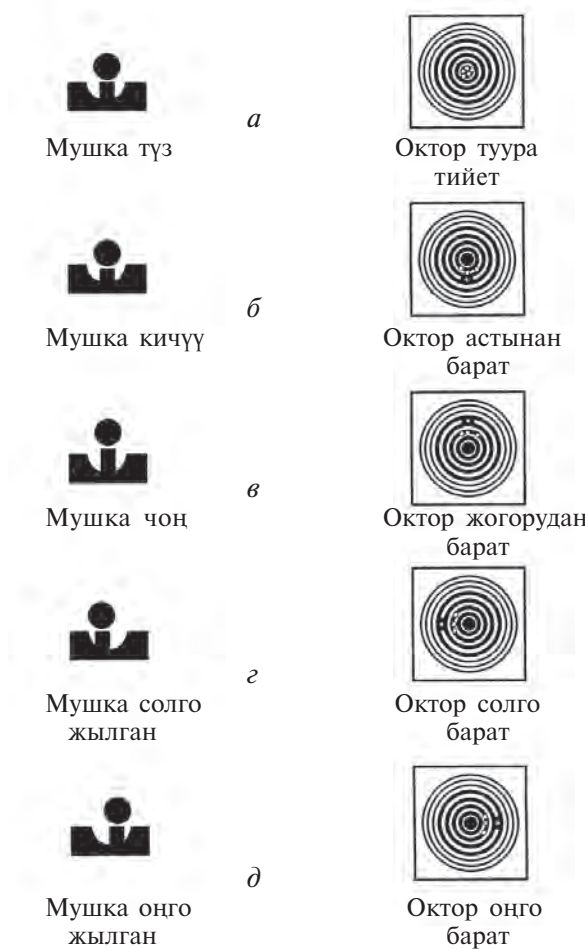 Мушка түз
а
Октор туура
тийет
Мушка кичүү
б
Октор астынан
барат
Мушка чоң
в
Октор жогорудан
барат
Мушка солго
жылган
г
Октор солго
барат
Мушка оңго
жылган
д
Октор оңго
барат